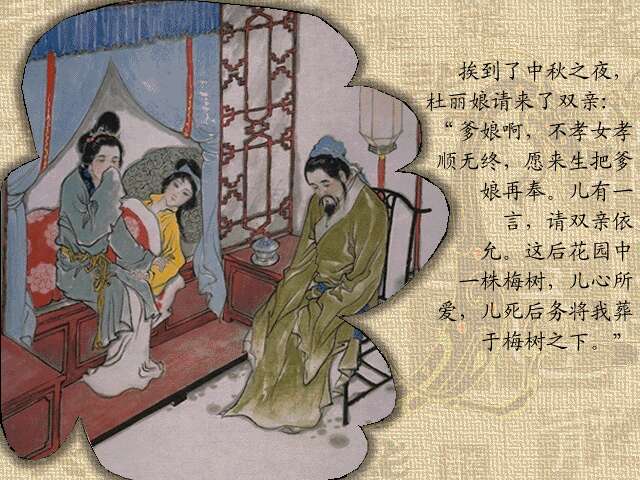 挨到了中秋之夜，
杜丽娘请来了双亲：
“爹娘啊，不孝女孝
顺无终，愿来生把爹
娘再奉。儿有一
言，请双亲依
允。这后花园中
一株梅树，儿心所
爱，儿死后务将我葬
于梅树之下。”